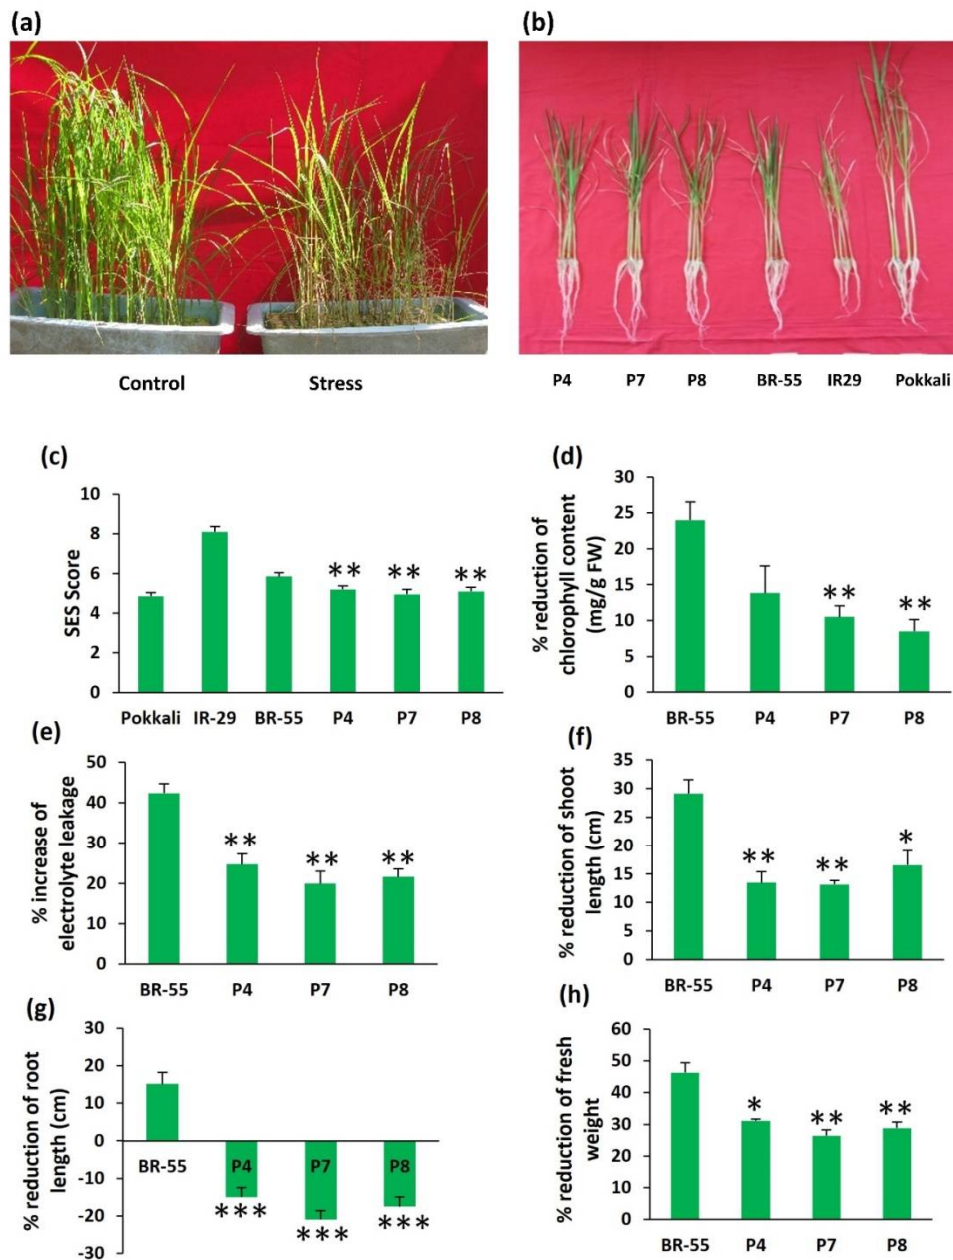 (a)
(b)
Control Stress
P4 P7 P8 BR-55 IR29 Pokkali
(c)
SES Score
10
8
6
4
2
0
** ** **
Pokkali IR-29 BR-55 P4 P7 P8
(d)
% reduction of
chlorophyll content
(mg/g FW)
30
25
20
15
10
5
0
** **
BR-55 P4 P7 P8
(e)
% increase of
electrolyte leakage
50
40
30
20
10
0
** ** **
BR-55 P4 P7 P8
(f)
% reduction of shoot
length (cm)
35
30
25
20
15
10
5
0
** ** *
BR-55 P4 P7 P8
(g)
% reduction of root
length (cm)
30
20
10
0
-10
-20
-30
BR-55 P4 P7 P8
*** *** ***
(h)
% reduction of fresh
weight
60
50
40
30
20
10
0
* ** **
BR-55 P4 P7 P8